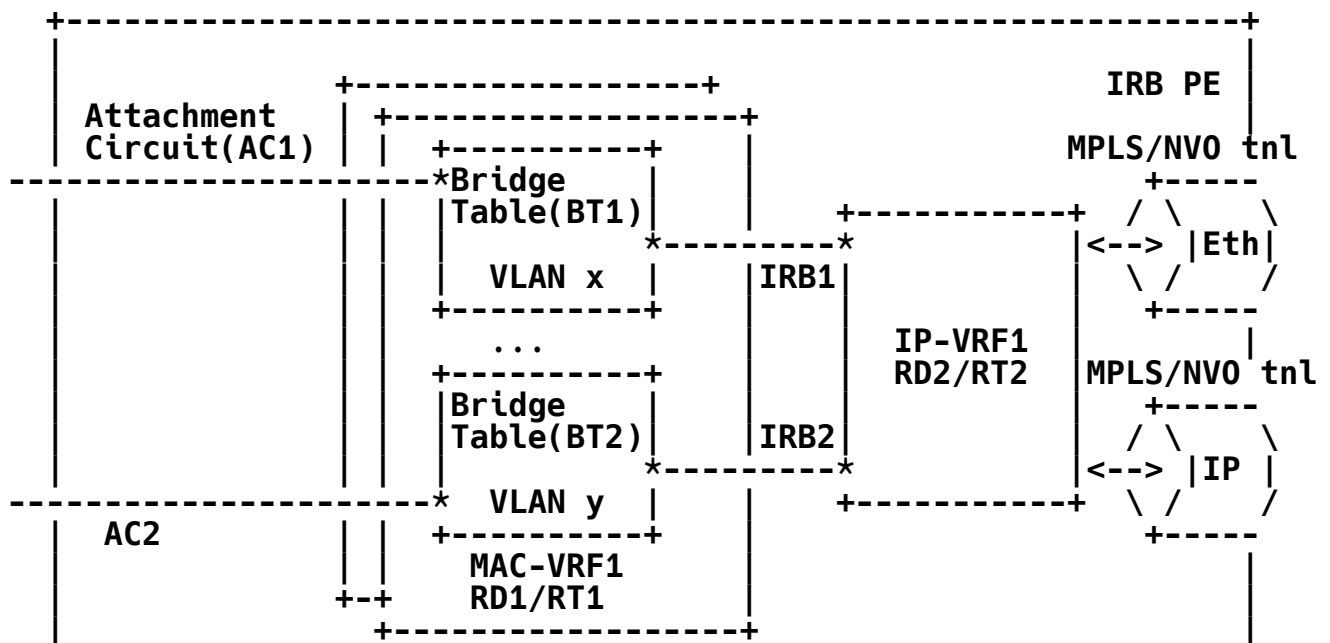 IRB PE
Attachment
Circuit(AC1)
MPLS/NVO tnl
Bridge
Table(BT1)
Eth
VLAN x
IRB1
...
IP-VRF1
RD2/RT2
MPLS/NVO tnl
Bridge
Table(BT2)
IRB2
IP
VLAN y
AC2
MAC-VRF1
RD1/RT1